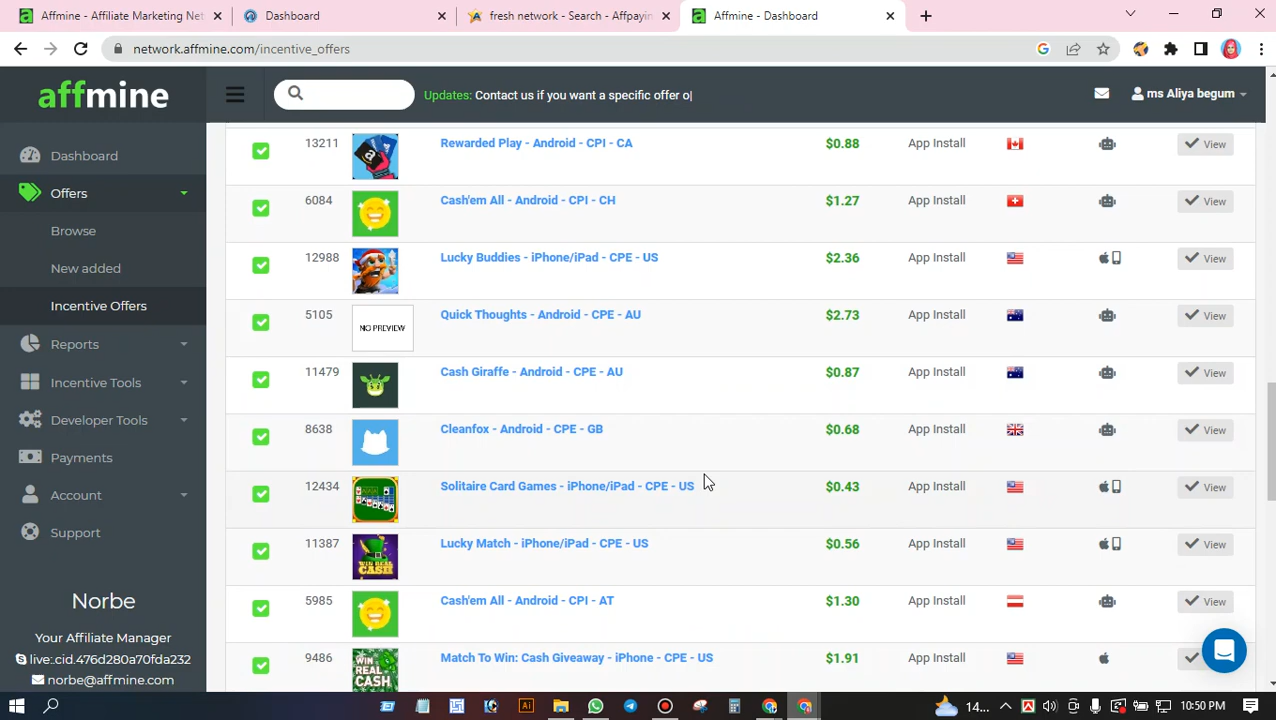 Affmine - Affiliate Marketing Net
Dashboard
fresh network - Search - Affpaying
Affmine - Dashboard
network.affmine.com/incentive_offers
affmine
Updates: Contact us if you want a specific offer o|
ms Aliya begum
Dashboard
Offers
Browse
New added
Incentive Offers
Reports
Incentive Tools
Developer Tools
Payments
Account
Support
Norbe
Your Affiliate Manager
live:.cid.476d280a70fda232
norbe@affmine.com
13211 Rewarded Play - Android - CPI - CA $0.88 App Install View
6084 Cash'em All - Android - CPI - CH $1.27 App Install View
12988 Lucky Buddies - iPhone/iPad - CPE - US $2.36 App Install View
5105 NO PREVIEW Quick Thoughts - Android - CPE - AU $2.73 App Install View
11479 Cash Giraffe - Android - CPE - AU $0.87 App Install View
8638 Cleanfox - Android - CPE - GB $0.68 App Install View
12434 Solitaire Card Games - iPhone/iPad - CPE - US $0.43 App Install View
11387 WIN REAL CASH Lucky Match - iPhone/iPad - CPE - US $0.56 App Install View
5985 Cash'em All - Android - CPI - AT $1.30 App Install View
9486 WIN REAL CASH Match To Win: Cash Giveaway - iPhone - CPE - US $1.91 App Install
14... 10:50 PM